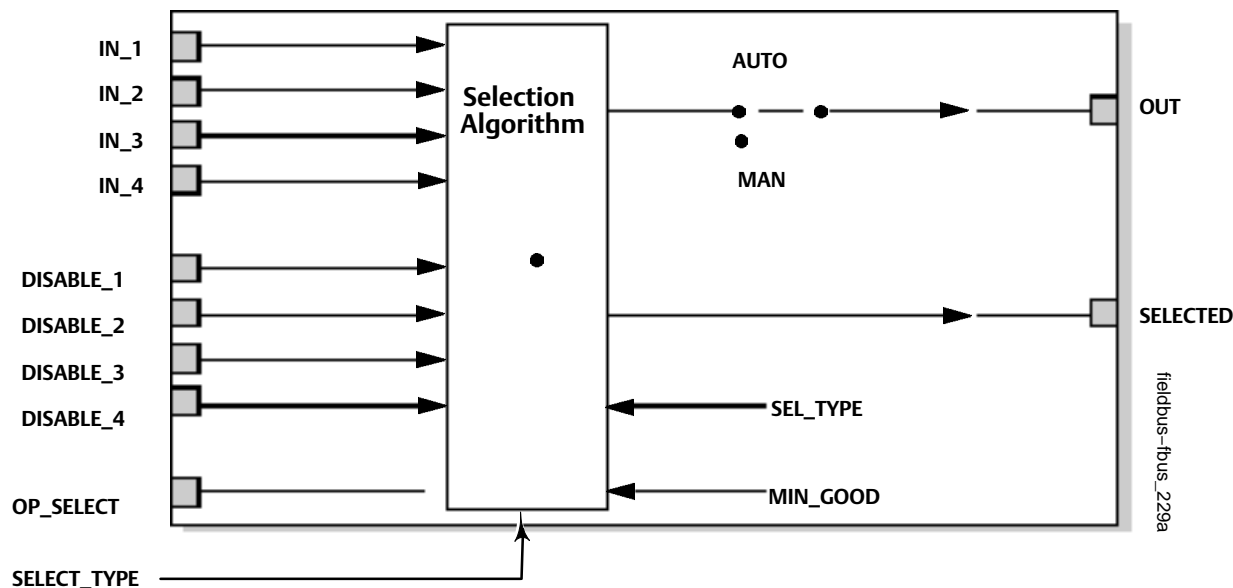 IN_1
IN_2
IN_3
IN_4
DISABLE_1
DISABLE_2
DISABLE_3
DISABLE_4
OP_SELECT
SELECT_TYPE
Selection
Algorithm
AUTO
MAN
OUT
SELECTED
SEL_TYPE
MIN_GOOD
fieldbus-fbus_229a